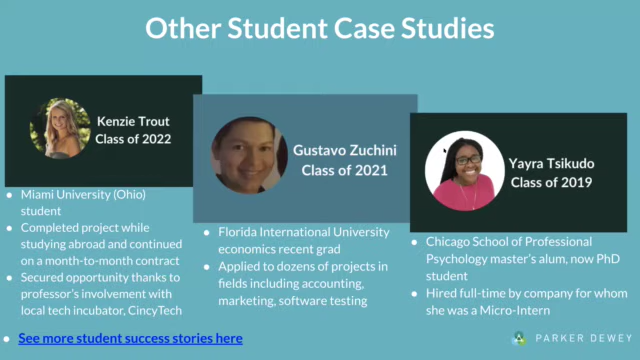 Other Student Case Studies
Kenzie Trout
Class of 2022
● Miami University (Ohio)
student
● Completed project while
studying abroad and continued
on a month-to-month contract
● Secured opportunity thanks to
professor's involvement with
local tech incubator, CincyTech
Gustavo Zuchini
Class of 2021
● Florida International University
economics recent grad
● Applied to dozens of projects in
fields including accounting,
marketing, software testing
Yayra Tsikudo
Class of 2019
● Chicago School of Professional
Psychology master's alum, now PhD
student
● Hired full-time by company for whom
she was a Micro-Intern
● See more student success stories here
PARKER DEWEY